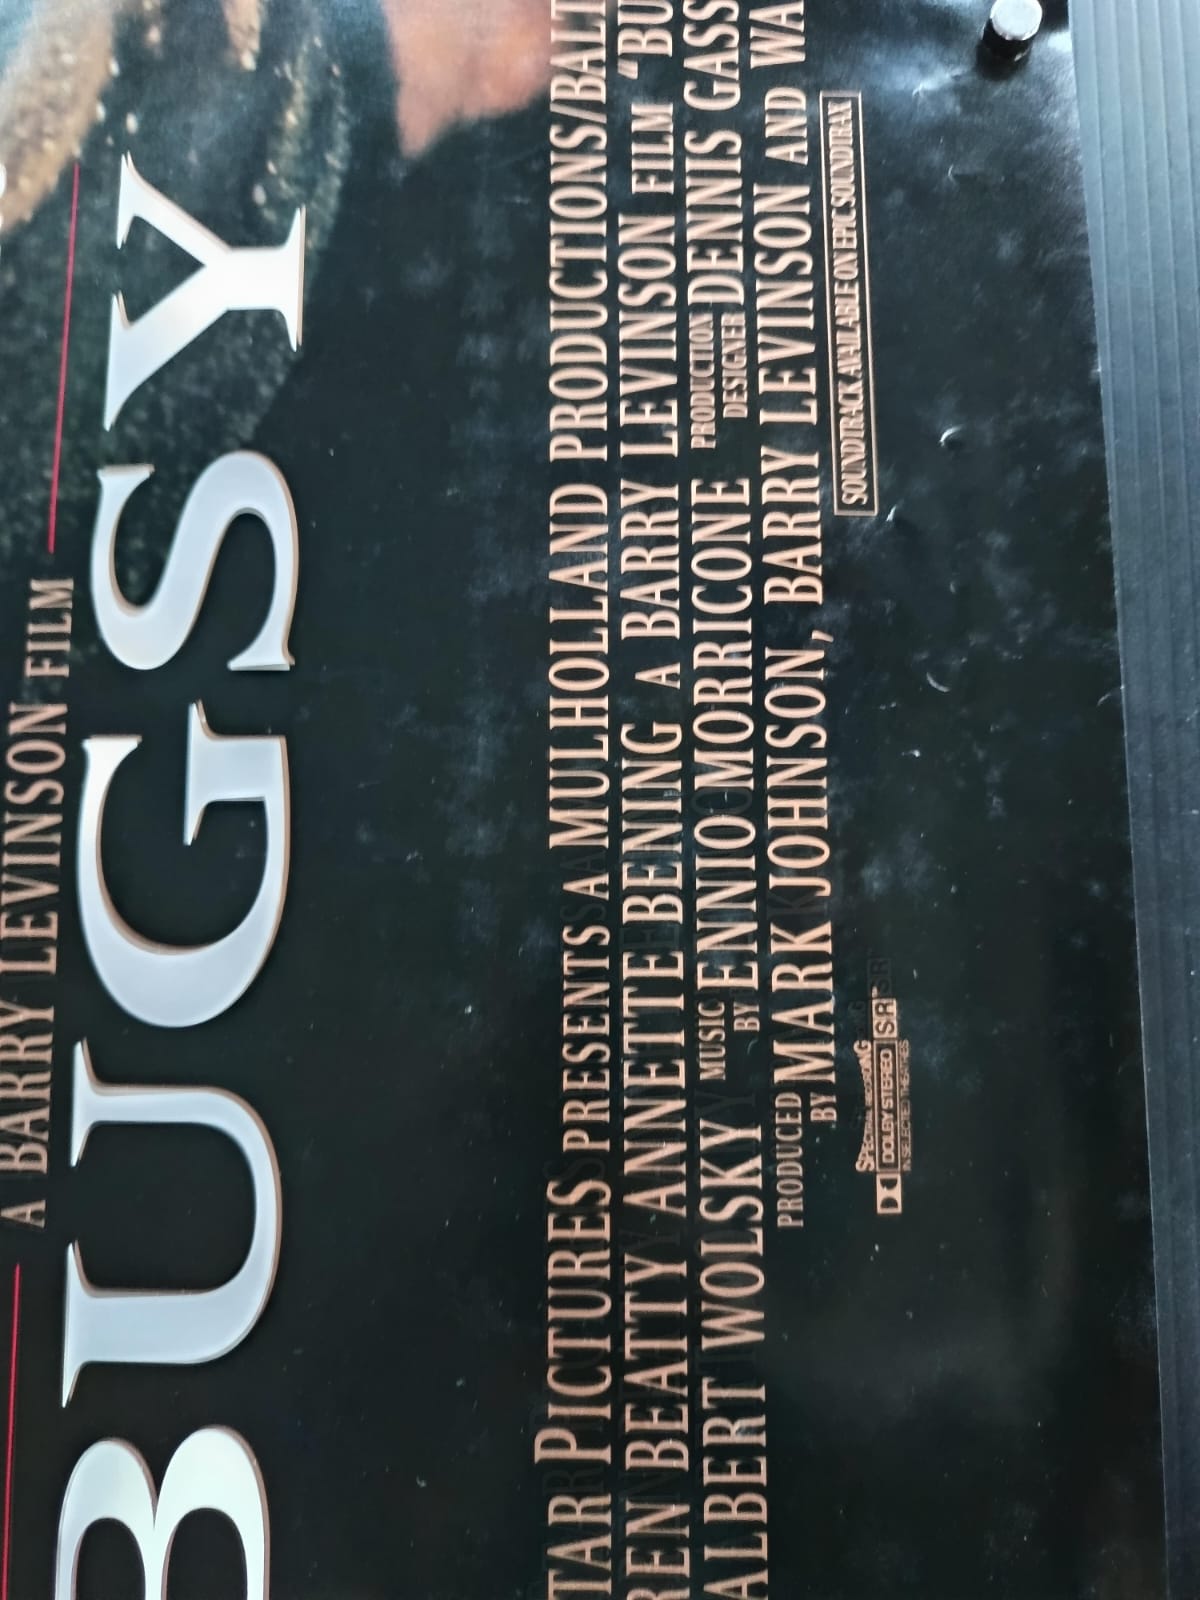 A BARRY LEVINSON FILM
BUGSY
TAR PICTURES PRESENTS A MULHOLLAND PRODUCTIONS/BALT
REN BEATTY ANNETTE BENING A BARRY LEVINSON FILM "BU
ALBERT WOLSKY MUSIC BY ENNIO MORRICONE PRODUCTION DESIGNER DENNIS GASS
PRODUCED BY MARK JOHNSON, BARRY LEVINSON AND WA
SOUNDTRACK AVAILABLE ON EPIC SOUNDTRAX
SPECTRAL RECORDING
DOLBY STEREO SR
IN SELECTED THEATRES